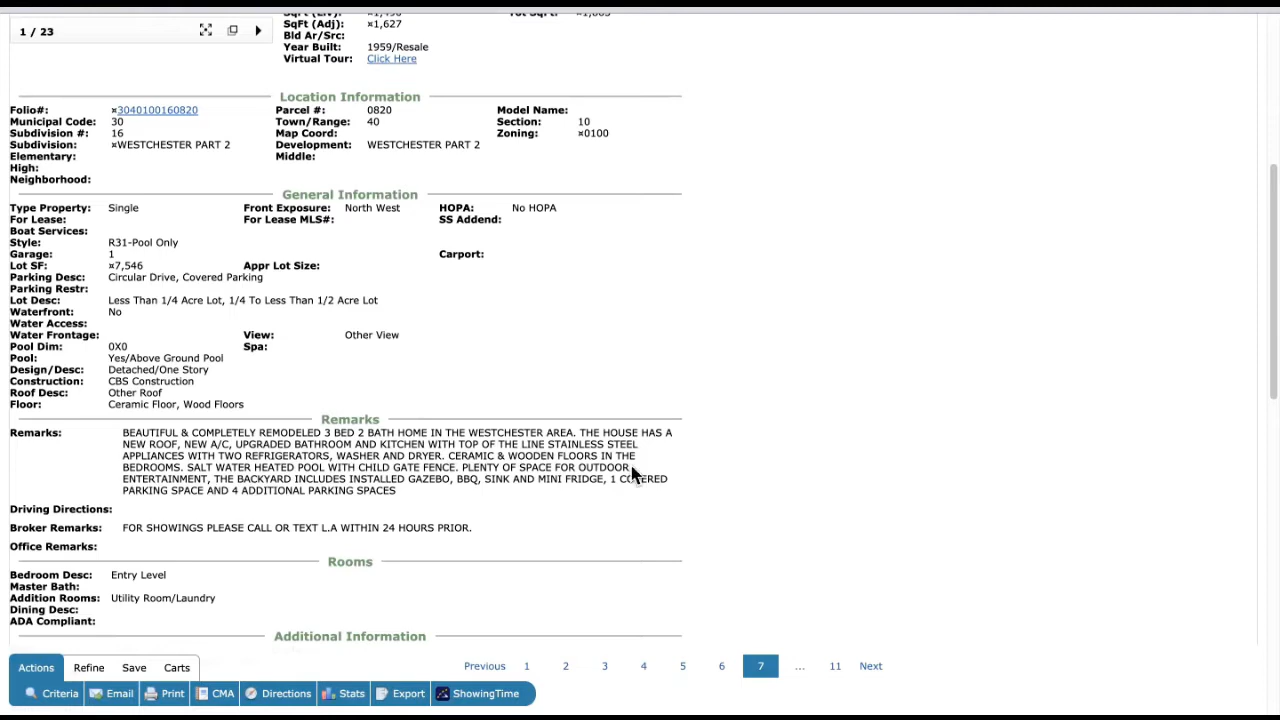 1 / 23
SqFt (Adj): ¤1,627
Bld Ar/Src:
Year Built: 1959/Resale
Virtual Tour: Click Here
Location Information
Folio#: ¤3040100160820 Parcel #: 0820 Model Name:
Municipal Code: 30 Town/Range: 40 Section: 10
Subdivision #: 16 Map Coord: Zoning: ¤0100
Subdivision: ¤WESTCHESTER PART 2 Development: WESTCHESTER PART 2
Elementary: Middle:
High:
Neighborhood:
General Information
Type Property: Single Front Exposure: North West HOPA: No HOPA
For Lease: For Lease MLS#: SS Addend:
Boat Services:
Style: R31-Pool Only
Garage: 1 Carport:
Lot SF: ¤7,546 Appr Lot Size:
Parking Desc: Circular Drive, Covered Parking
Parking Restr:
Lot Desc: Less Than 1/4 Acre Lot, 1/4 To Less Than 1/2 Acre Lot
Waterfront: No
Water Access:
Water Frontage: View: Other View
Pool Dim: 0X0 Spa:
Pool: Yes/Above Ground Pool
Design/Desc: Detached/One Story
Construction: CBS Construction
Roof Desc: Other Roof
Floor: Ceramic Floor, Wood Floors
Remarks
Remarks: BEAUTIFUL & COMPLETELY REMODELED 3 BED 2 BATH HOME IN THE WESTCHESTER AREA. THE HOUSE HAS A
NEW ROOF, NEW A/C, UPGRADED BATHROOM AND KITCHEN WITH TOP OF THE LINE STAINLESS STEEL
APPLIANCES WITH TWO REFRIGERATORS, WASHER AND DRYER. CERAMIC & WOODEN FLOORS IN THE
BEDROOMS. SALT WATER HEATED POOL WITH CHILD GATE FENCE. PLENTY OF SPACE FOR OUTDOOR
ENTERTAINMENT, THE BACKYARD INCLUDES INSTALLED GAZEBO, BBQ, SINK AND MINI FRIDGE, 1 COVERED
PARKING SPACE AND 4 ADDITIONAL PARKING SPACES
Driving Directions:
Broker Remarks: FOR SHOWINGS PLEASE CALL OR TEXT L.A WITHIN 24 HOURS PRIOR.
Office Remarks:
Rooms
Bedroom Desc: Entry Level
Master Bath:
Addition Rooms: Utility Room/Laundry
Dining Desc:
ADA Compliant:
Additional Information
Actions Refine Save Carts Previous 1 2 3 4 5 6 7 ... 11 Next
Criteria Email Print CMA Directions Stats Export ShowingTime